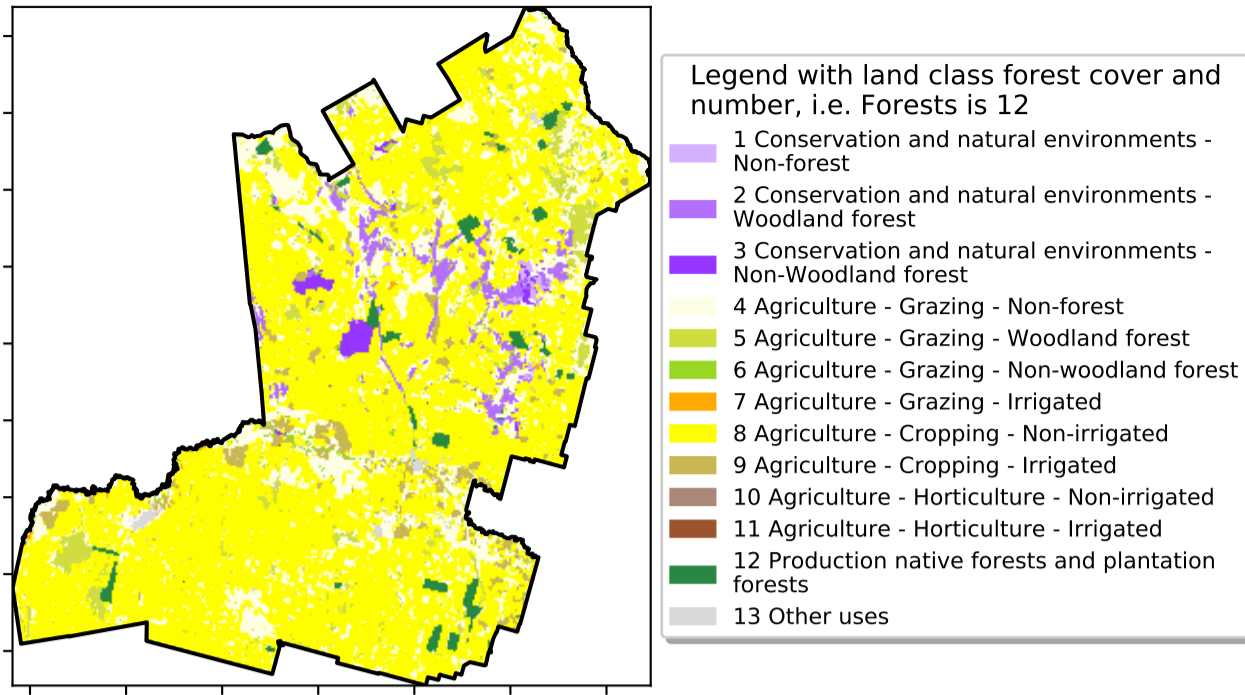 Legend with land class forest cover and
number, i.e. Forests is 12
1 Conservation and natural environments -
Non-forest
2 Conservation and natural environments -
Woodland forest
3 Conservation and natural environments -
Non-Woodland forest
4 Agriculture - Grazing - Non-forest
5 Agriculture - Grazing - Woodland forest
6 Agriculture - Grazing - Non-woodland forest
7 Agriculture - Grazing - Irrigated
8 Agriculture - Cropping - Non-irrigated
9 Agriculture - Cropping - Irrigated
10 Agriculture - Horticulture - Non-irrigated
11 Agriculture - Horticulture - Irrigated
12 Production native forests and plantation
forests
13 Other uses